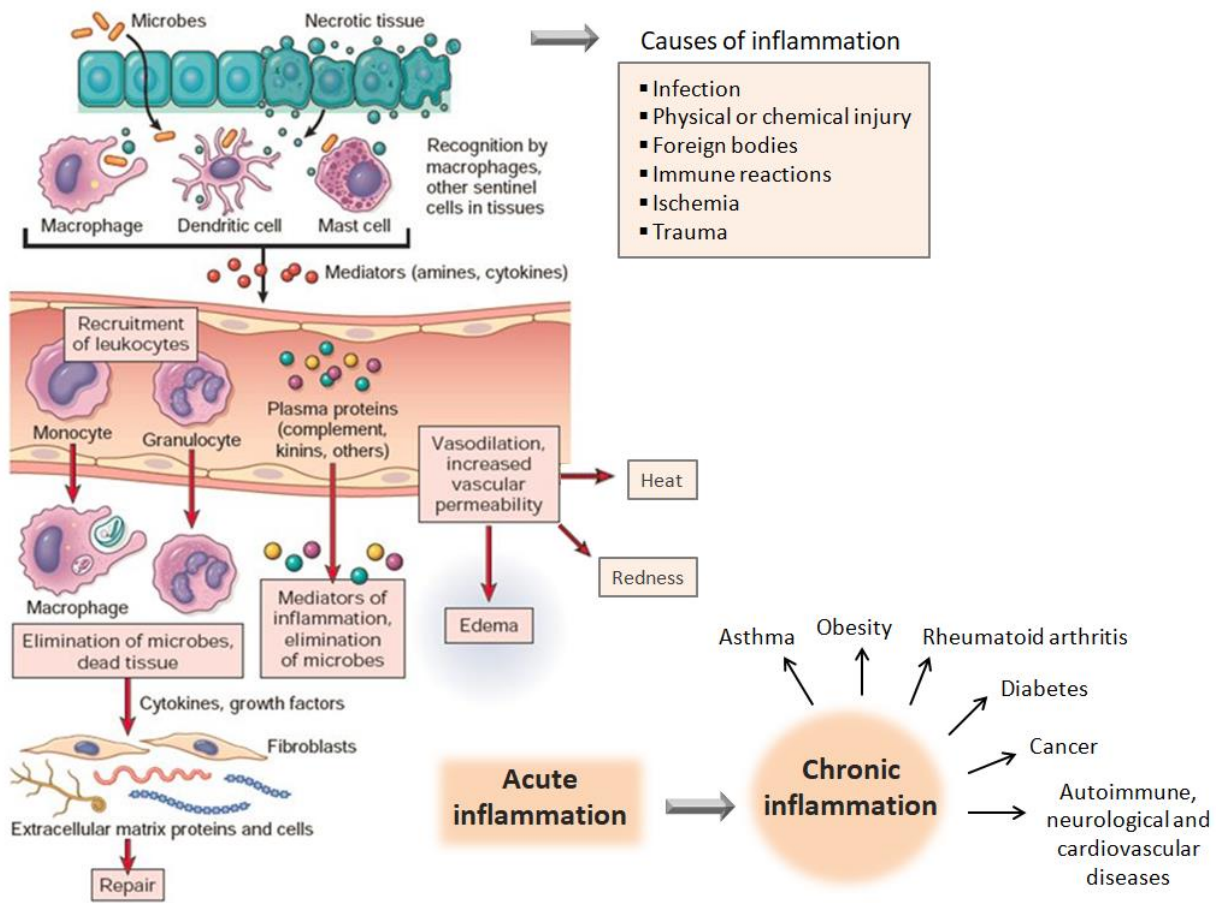 Microbes
Necrotic tissue
Causes of inflammation
▪ Infection
▪ Physical or chemical injury
▪ Foreign bodies
▪ Immune reactions
▪ Ischemia
▪ Trauma
Recognition by
macrophages,
other sentinel
cells in tissues
Macrophage
Dendritic cell
Mast cell
Mediators (amines, cytokines)
Recruitment
of leukocytes
Monocyte
Granulocyte
Plasma proteins
(complement,
kinins, others)
Vasodilation,
increased
vascular
permeability
Heat
Redness
Edema
Macrophage
Elimination of microbes,
dead tissue
Mediators of
inflammation,
elimination
of microbes
Cytokines, growth factors
Fibroblasts
Extracellular matrix proteins and cells
Repair
Acute
inflammation
Chronic
inflammation
Asthma
Obesity
Rheumatoid arthritis
Diabetes
Cancer
Autoimmune,
neurological and
cardiovascular
diseases